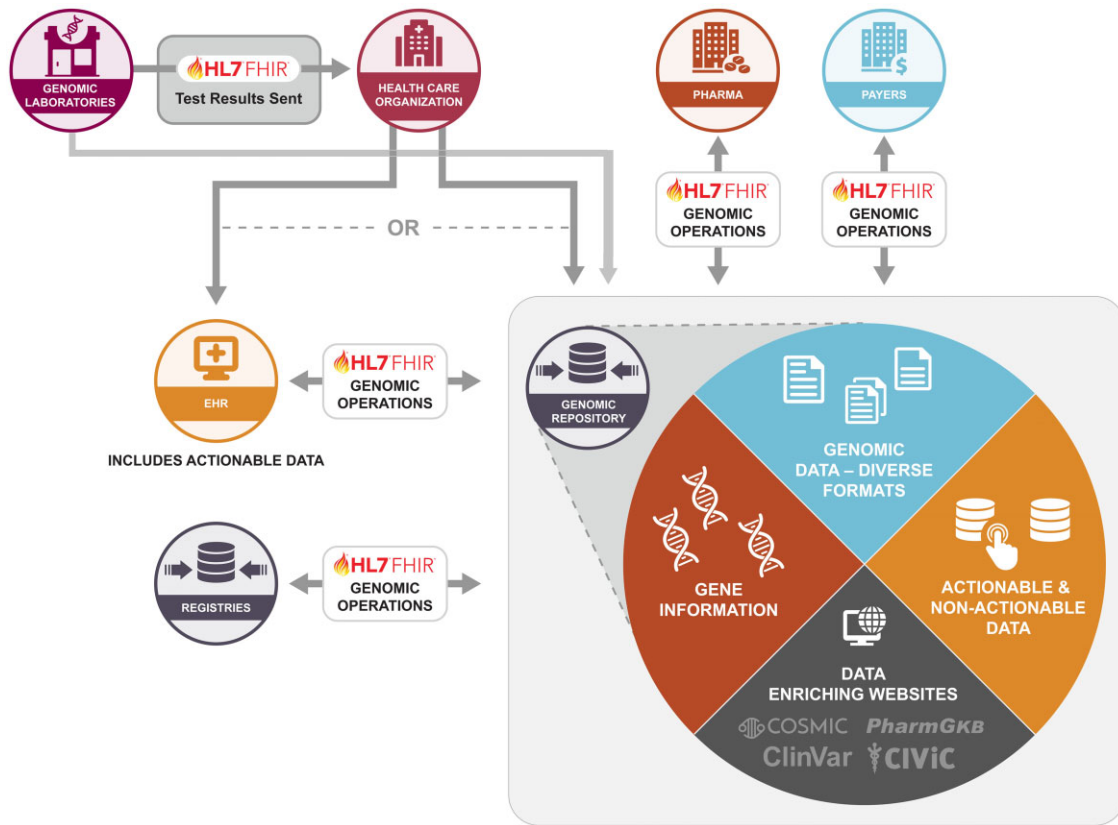 GENOMIC
LABORATORIES
HL7 FHIR®
Test Results Sent
HEALTH CARE
ORGANIZATION
PHARMA
PAYERS
HL7 FHIR®
GENOMIC
OPERATIONS
HL7 FHIR®
GENOMIC
OPERATIONS
OR
EHR
INCLUDES ACTIONABLE DATA
HL7 FHIR®
GENOMIC
OPERATIONS
GENOMIC
REPOSITORY
REGISTRIES
HL7 FHIR®
GENOMIC
OPERATIONS
GENOMIC
DATA – DIVERSE
FORMATS
GENE
INFORMATION
ACTIONABLE &
NON-ACTIONABLE
DATA
DATA
ENRICHING WEBSITES
COSMIC PharmGKB
ClinVar CIViC